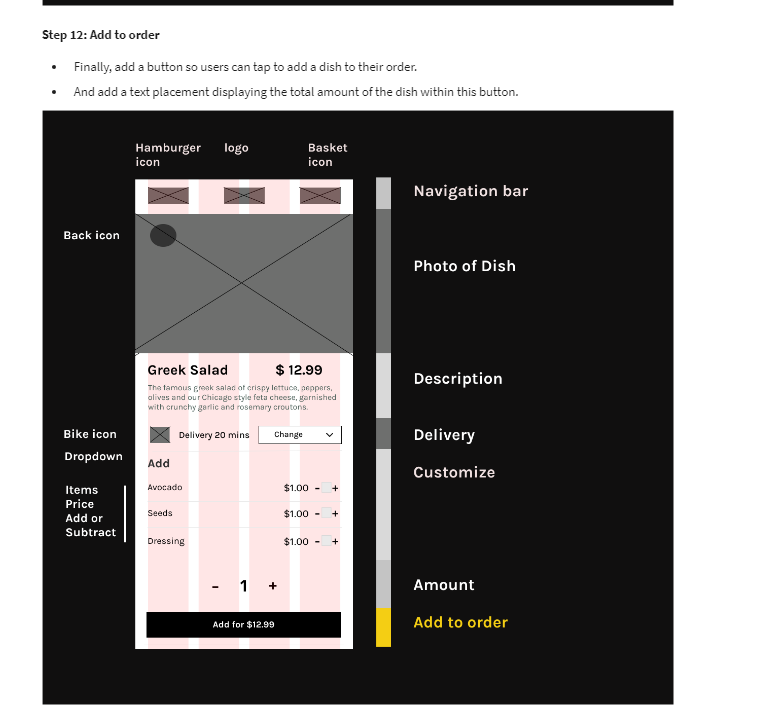 Step 12: Add to order
Finally, add a button so users can tap to add a dish to their order.
And add a text placement displaying the total amount of the dish within this button.
Hamburger icon
logo
Basket icon
Navigation bar
Back icon
Photo of Dish
Greek Salad
$ 12.99
The famous greek salad of crispy lettuce, peppers,
olives and our Chicago style feta cheese, garnished
with crunchy garlic and rosemary croutons.
Description
Bike icon
Delivery 20 mins
Change
Delivery
Dropdown
Add
Customize
Items
Price
Add or
Subtract
Avocado
$1.00 - +
Seeds
$1.00 - +
Dressing
$1.00 - +
- 1 +
Amount
Add for $12.99
Add to order